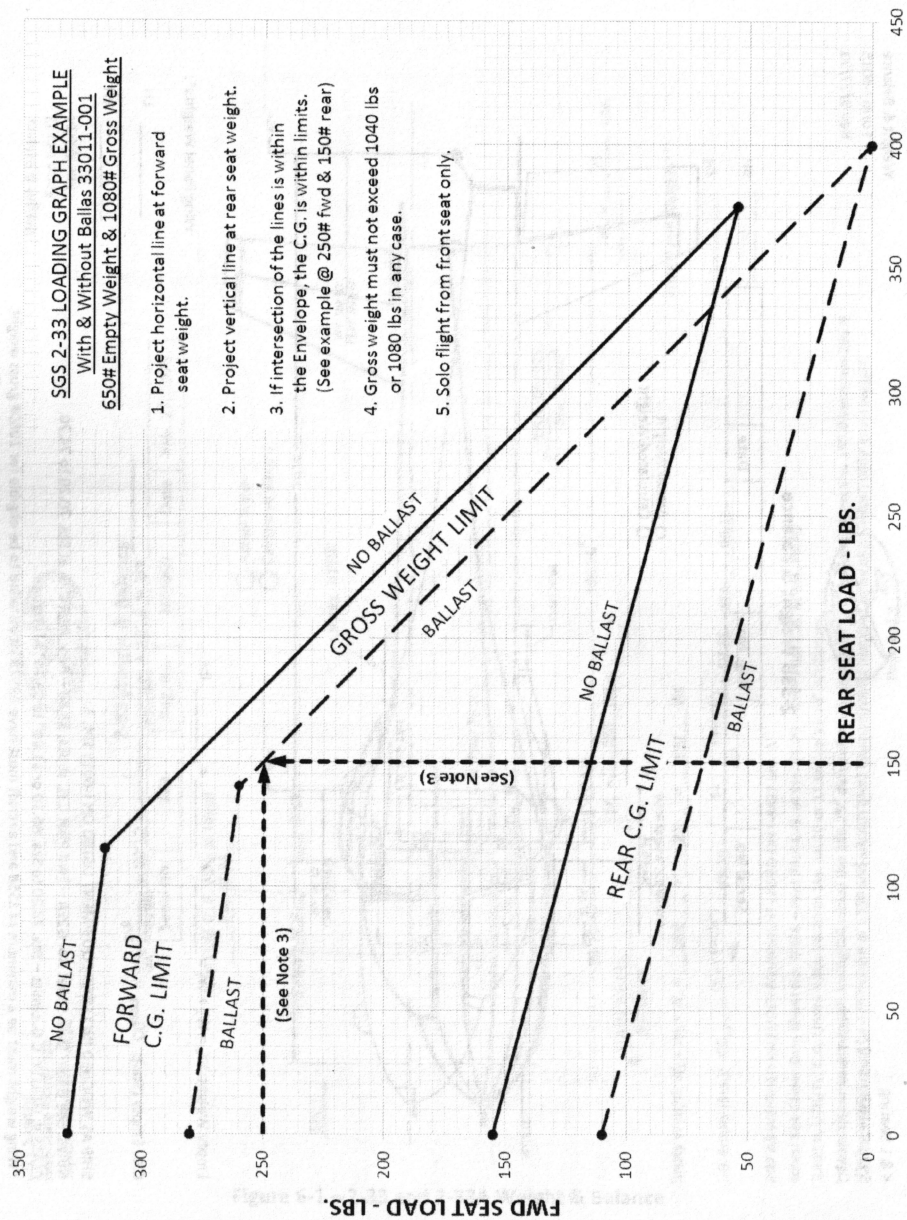 SGS 2-33 LOADING GRAPH EXAMPLE
With & Without Ballas 33011-001
650# Empty Weight & 1080# Gross Weight
1. Project horizontal line at forward
seat weight.
2. Project vertical line at rear seat weight.
3. If intersection of the lines is within
the Envelope, the C.G. is within limits.
(See example @ 250# fwd & 150# rear)
4. Gross weight must not exceed 1040 lbs
or 1080 lbs in any case.
5. Solo flight from front seat only.
FWD SEAT LOAD - LBS.
350
300
250
200
150
100
50
0
NO BALLAST
FORWARD
C.G. LIMIT
BALLAST
(See Note 3)
NO BALLAST
GROSS WEIGHT LIMIT
BALLAST
(See Note 3)
NO BALLAST
REAR C.G. LIMIT
BALLAST
REAR SEAT LOAD - LBS.
0
50
100
150
200
250
300
350
400
450